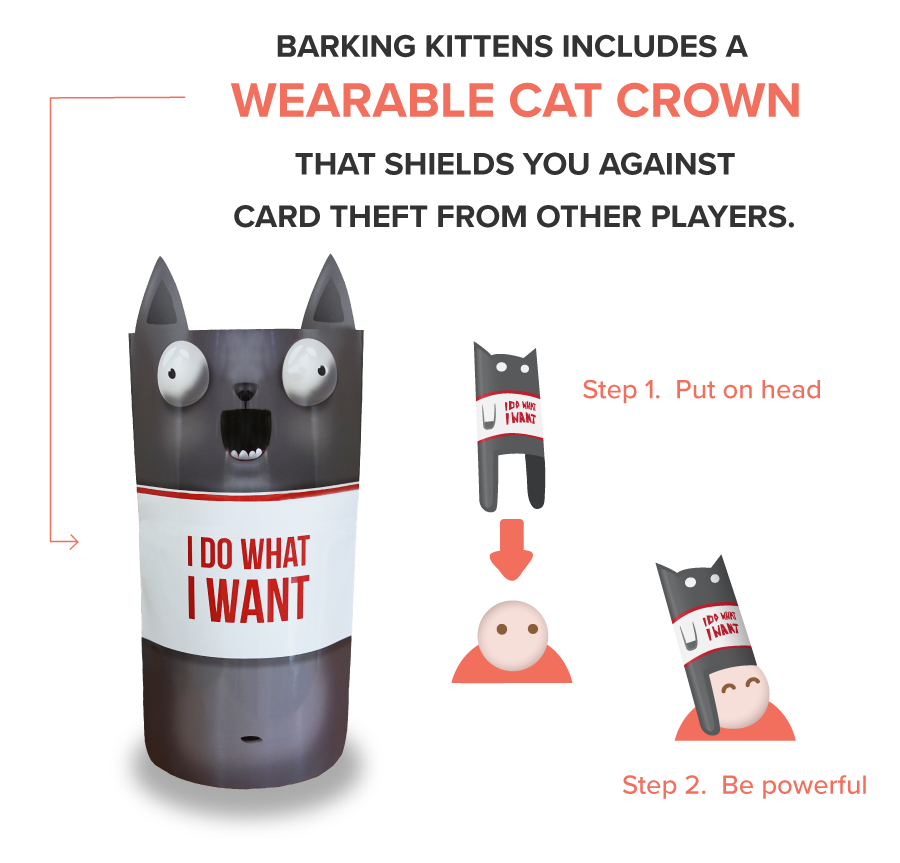 BARKING KITTENS INCLUDES A
WEARABLE CAT CROWN
THAT SHIELDS YOU AGAINST
CARD THEFT FROM OTHER PLAYERS.
I DO WHAT
I WANT
I DO WHAT
I WANT
Step 1. Put on head
I DO WHAT
I WANT
Step 2. Be powerful